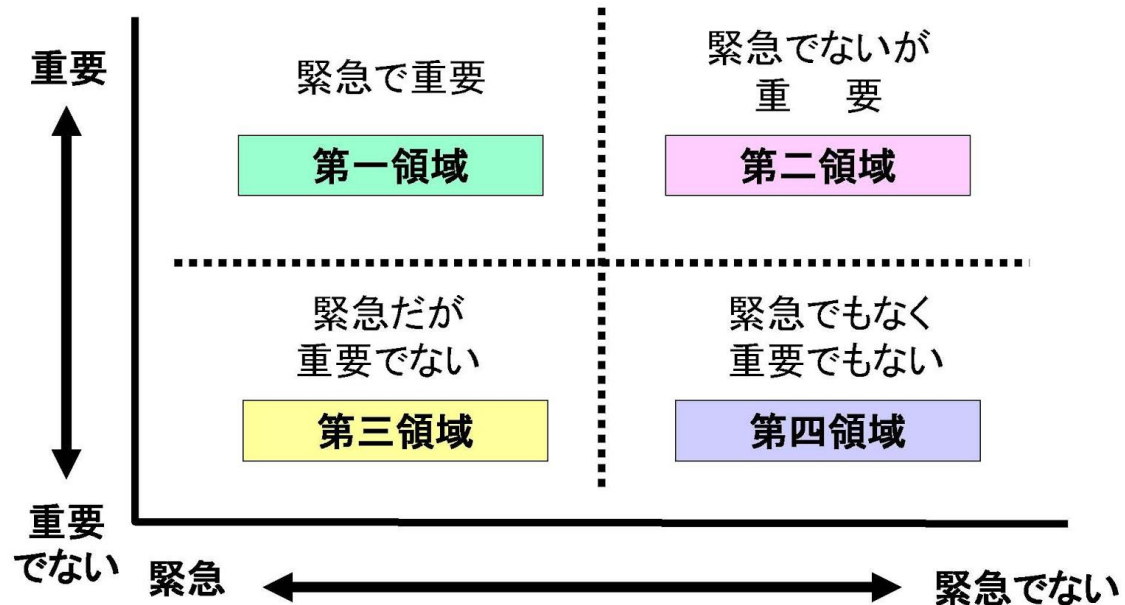 重要
緊急で重要
第一領域
緊急でないが
重　要
第二領域
緊急だが
重要でない
第三領域
緊急でもなく
重要でもない
第四領域
重要
でない
緊急
緊急でない